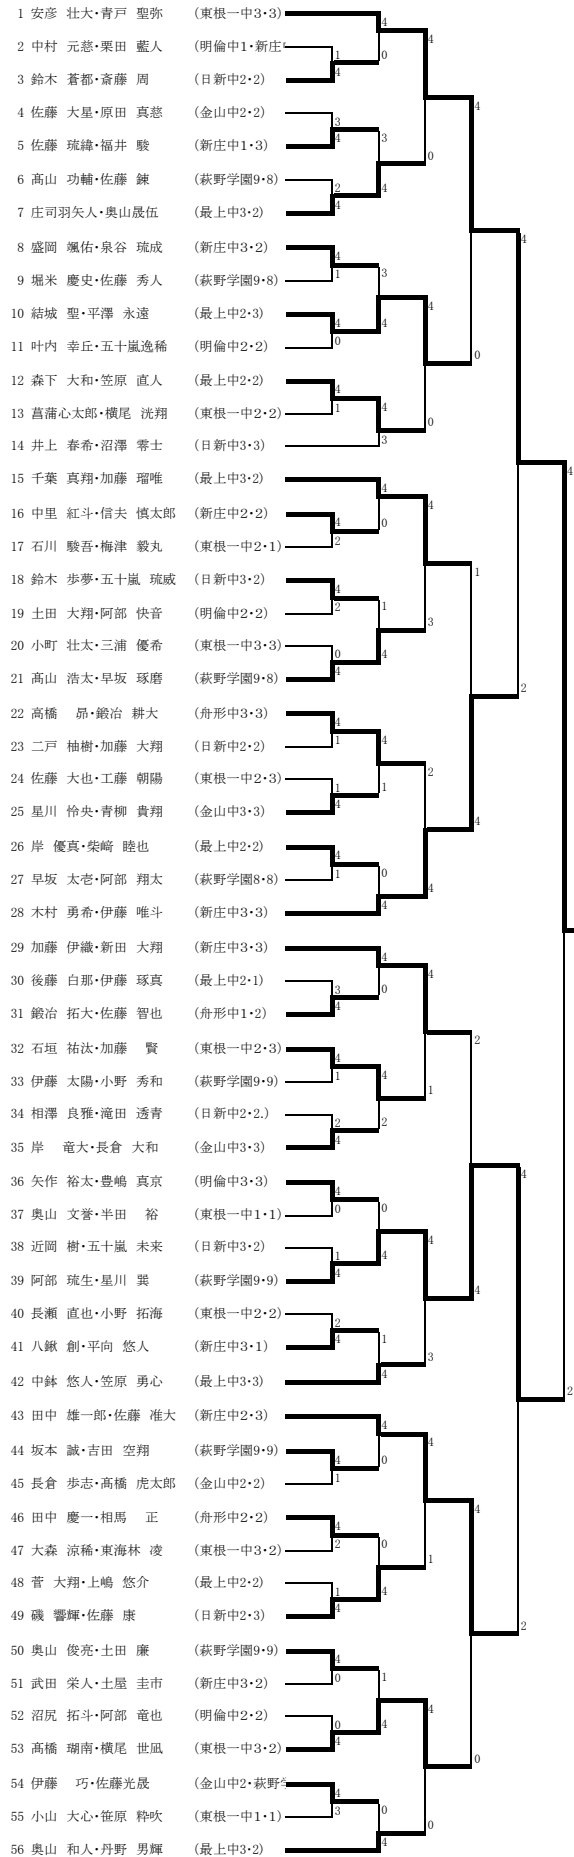 1 安彦 壮大・青戸 聖弥 (東根一中3・3)
2 中村 元慈・栗田 藍人 (明倫中1・新庄
3 鈴木 蒼都・斎藤 周 (日新中2・2)
4 佐藤 大星・原田 真慈 (金山中2・2)
5 佐藤 琉緯・福井 駿 (新庄中1・3)
6 髙山 功輔・佐藤 錬 (萩野学園9・8)
7 庄司羽矢人・奥山晟伍 (最上中3・2)
8 盛岡 颯佑・泉谷 琉成 (新庄中3・2)
9 堀米 慶史・佐藤 秀人 (萩野学園9・8)
10 結城 聖・平澤 永遠 (最上中2・3)
11 叶内 幸丘・五十嵐逸稀 (明倫中2・2)
12 森下 大和・笠原 直人 (最上中2・2)
13 菖蒲心太郎・横尾 洸翔 (東根一中2・2)
14 井上 春希・沼澤 零士 (日新中3・3)
15 千葉 真翔・加藤 瑠唯 (最上中3・2)
16 中里 紅斗・信夫 慎太郎 (新庄中2・2)
17 石川 駿吾・梅津 毅丸 (東根一中2・1)
18 鈴木 歩夢・五十嵐 琉威 (日新中3・2)
19 土田 大翔・阿部 快音 (明倫中2・2)
20 小町 壮太・三浦 優希 (東根一中3・3)
21 髙山 浩太・早坂 琢磨 (萩野学園9・8)
22 高橋 昴・鍛冶 耕大 (舟形中3・3)
23 二戸 柚樹・加藤 大翔 (日新中2・2)
24 佐藤 大也・工藤 朝陽 (東根一中2・3)
25 星川 怜央・青柳 貴翔 (金山中3・3)
26 岸 優真・柴﨑 睦也 (最上中2・2)
27 早坂 太壱・阿部 翔太 (萩野学園8・8)
28 木村 勇希・伊藤 唯斗 (新庄中3・3)
29 加藤 伊織・新田 大翔 (新庄中3・3)
30 後藤 白那・伊藤 琢真 (最上中2・1)
31 鍛冶 拓大・佐藤 智也 (舟形中1・2)
32 石垣 祐汰・加藤 賢 (東根一中2・3)
33 伊藤 太陽・小野 秀和 (萩野学園9・9)
34 相澤 良雅・滝田 透青 (日新中2・2.)
35 岸 竜大・長倉 大和 (金山中3・3)
36 矢作 裕太・豊嶋 真京 (明倫中3・3)
37 奥山 文誉・半田 裕 (東根一中1・1)
38 近岡 樹・五十嵐 未来 (日新中3・2)
39 阿部 琉生・星川 巽 (萩野学園9・9)
40 長瀬 直也・小野 拓海 (東根一中2・2)
41 八鍬 創・平向 悠人 (新庄中3・1)
42 中鉢 悠人・笠原 勇心 (最上中3・3)
43 田中 雄一郎・佐藤 准大 (新庄中2・3)
44 坂本 誠・吉田 空翔 (萩野学園9・9)
45 長倉 歩志・髙橋 虎太郎 (金山中2・2)
46 田中 慶一・相馬 正 (舟形中2・2)
47 大森 涼稀・東海林 凌 (東根一中3・2)
48 菅 大翔・上嶋 悠介 (最上中2・2)
49 磯 響輝・佐藤 康 (日新中2・3)
50 奥山 俊亮・土田 廉 (萩野学園9・9)
51 武田 栄人・土屋 圭市 (新庄中3・2)
52 沼尻 拓斗・阿部 竜也 (明倫中2・2)
53 髙橋 瑚南・横尾 世凪 (東根一中3・2)
54 伊藤 巧・佐藤光晟 (金山中2・萩野
55 小山 大心・笹原 粋吹 (東根一中1・1)
56 奥山 和人・丹野 男輝 (最上中3・2)